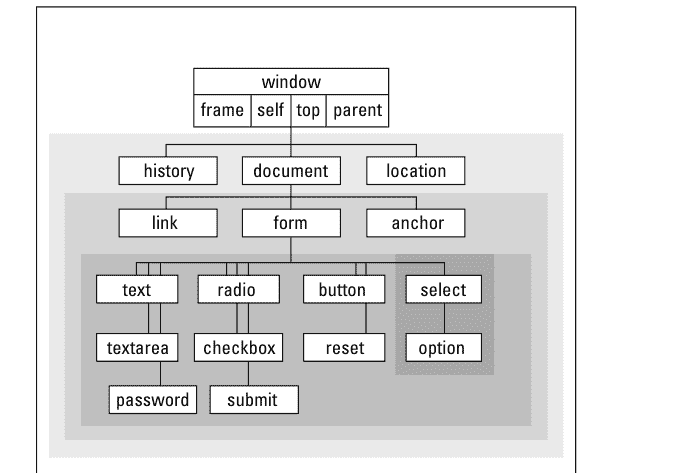 window
frame self top parent
history document location
link form anchor
text radio button select
textarea checkbox reset option
password submit